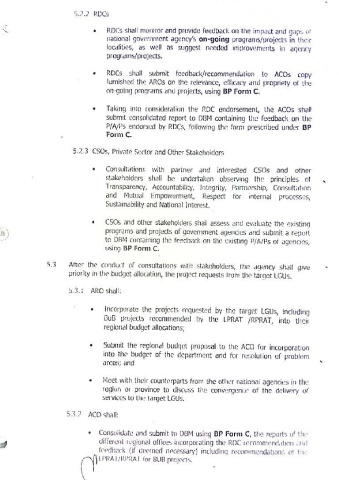 5.2.2 RDCs
• RDCs shall monitor and provide feedback on the impact and gaps of
national government agency's on-going programs/projects in their
localities, as well as suggest needed improvements in agency
programs/projects.
• RDCs shall submit feedback/recommendation to ACOs copy
furnished the AROs on the relevance, efficacy and propriety of the
on-going programs and projects, using BP Form C.
• Taking into consideration the RDC endorsement, the ACOs shall
submit consolidated report to DBM containing the feedback on the
P/A/Ps endorsed by RDCs, following the form prescribed under BP
Form C.
5.2.3 CSOs, Private Sector and Other Stakeholders
• Consultations with partner and interested CSOs and other
stakeholders shall be undertaken observing the principles of
Transparency, Accountability, Integrity, Partnership, Consultation
and Mutual Empowerment, Respect for internal processes,
Sustainability and National Interest.
• CSOs and other stakeholders shall assess and evaluate the existing
programs and projects of government agencies and submit a report
to DBM containing the feedback on the existing P/A/Ps of agencies,
using BP Form C.
5.3 After the conduct of consultations with stakeholders, the agency shall give
priority in the budget allocation, the project requests from the target LGUs.
5.3.1 ARO shall:
• Incorporate the projects requested by the target LGUs, including
BuB projects recommended by the LPRAT /RPRAT, into their
regional budget allocations;
• Submit the regional budget proposal to the ACO for incorporation
into the budget of the department and for resolution of problem
areas; and
• Meet with their counterparts from the other national agencies in the
region or province to discuss the convergence of the delivery of
services to the target LGUs.
5.3.2 ACO shall:
• Consolidate and submit to DBM using BP Form C, the reports of the
different regional offices incorporating the RDC recommendation and
feedback (if deemed necessary) including recommendations of the
LPRAT/RPRAT for BUB projects.